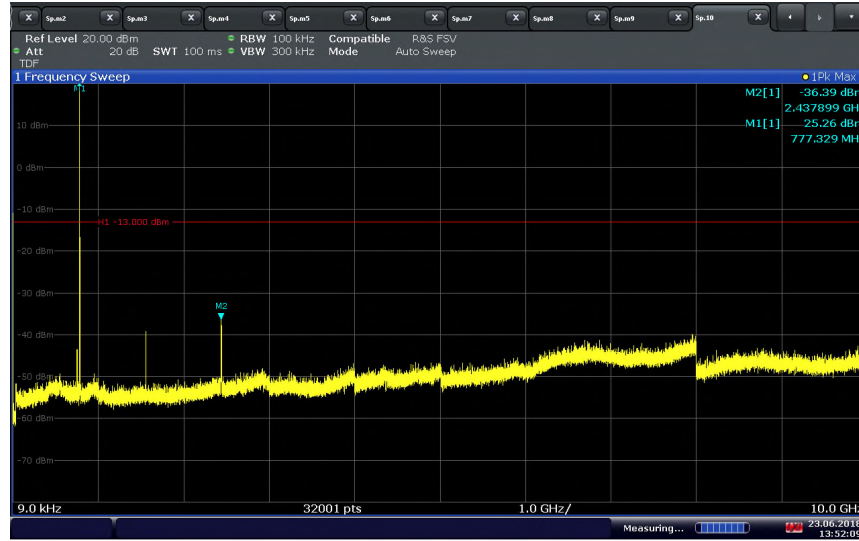 Sp.m2 X Sp.m3 X Sp.m4 X Sp.m5 X Sp.m6 X Sp.m7 X Sp.m8 X Sp.m9 X Sp.10 X
Ref Level 20.00 dBm RBW 100 kHz Compatible R&S FSV
Att 20 dB SWT 100 ms VBW 300 kHz Mode Auto Sweep
TDF
1 Frequency Sweep 1Pk Max
M1
M2[1] -36.39 dBr
2.437899 GH
10 dBm
M1[1] 25.26 dBr
777.329 MH
0 dBm
-10 dBm
H1 -13.000 dBm
-20 dBm
-30 dBm
M2
-40 dBm
-50 dBm
-60 dBm
-70 dBm
9.0 kHz 32001 pts 1.0 GHz/ 10.0 GH
Measuring... 23.06.2018
13:52:09